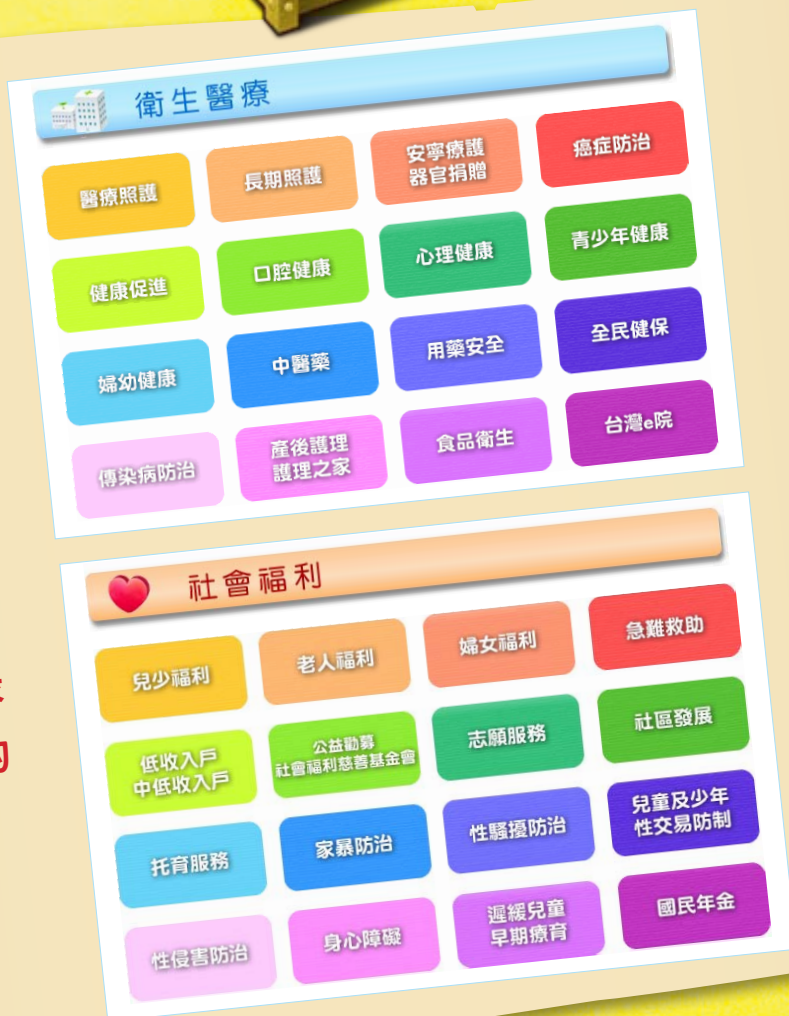 衛生醫療
醫療照護
長期照護
安寧療護
器官捐贈
癌症防治
健康促進
口腔健康
心理健康
青少年健康
婦幼健康
中醫藥
用藥安全
全民健保
傳染病防治
產後護理
護理之家
食品衛生
台灣e院
社會福利
兒少福利
老人福利
婦女福利
急難救助
低收入戶
中低收入戶
公益勸募
社會福利慈善基金會
志願服務
社區發展
托育服務
家暴防治
性騷擾防治
兒童及少年
性交易防制
性侵害防治
身心障礙
遲緩兒童
早期療育
國民年金